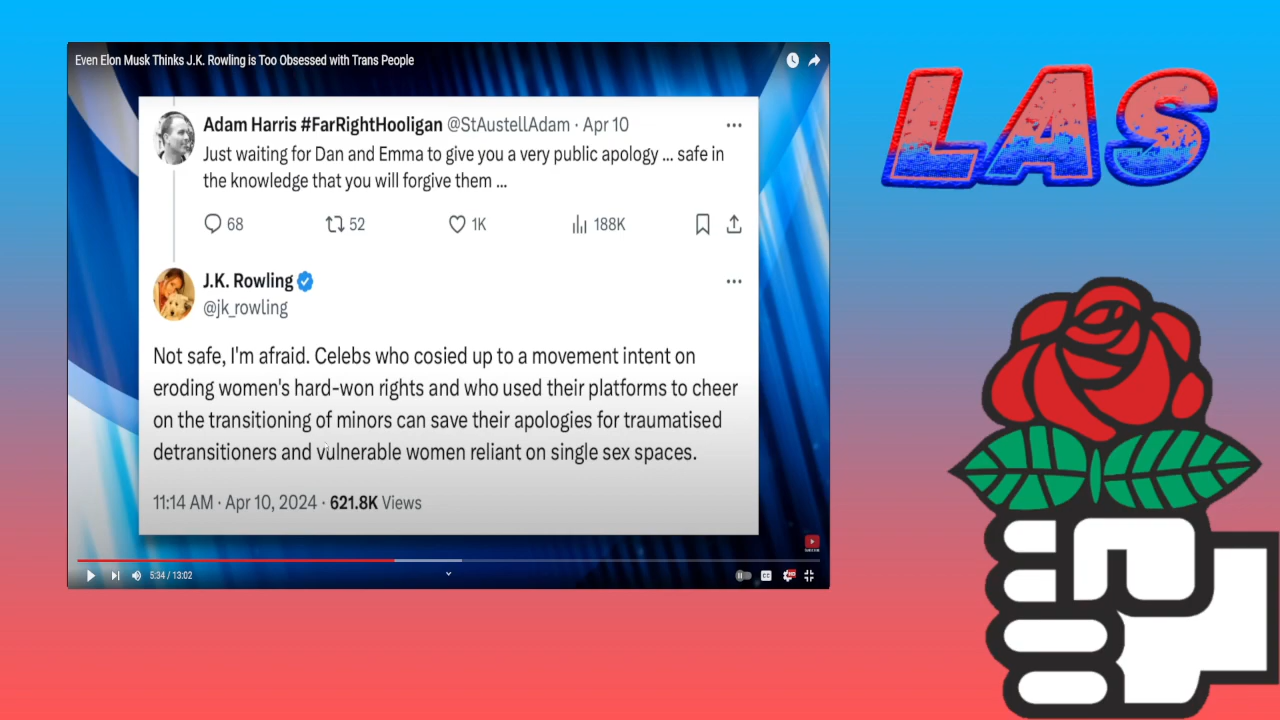 Even Elon Musk Thinks J.K. Rowling is Too Obsessed with Trans People
LAS
Adam Harris #FarRightHooligan @StAustellAdam · Apr 10
Just waiting for Dan and Emma to give you a very public apology ... safe in
the knowledge that you will forgive them ...
68 52 1K 188K
J.K. Rowling
@jk_rowling
Not safe, I'm afraid. Celebs who cosied up to a movement intent on
eroding women's hard-won rights and who used their platforms to cheer
on the transitioning of minors can save their apologies for traumatised
detransitioners and vulnerable women reliant on single sex spaces.
11:14 AM · Apr 10, 2024 · 621.8K Views
5:34 / 13:02